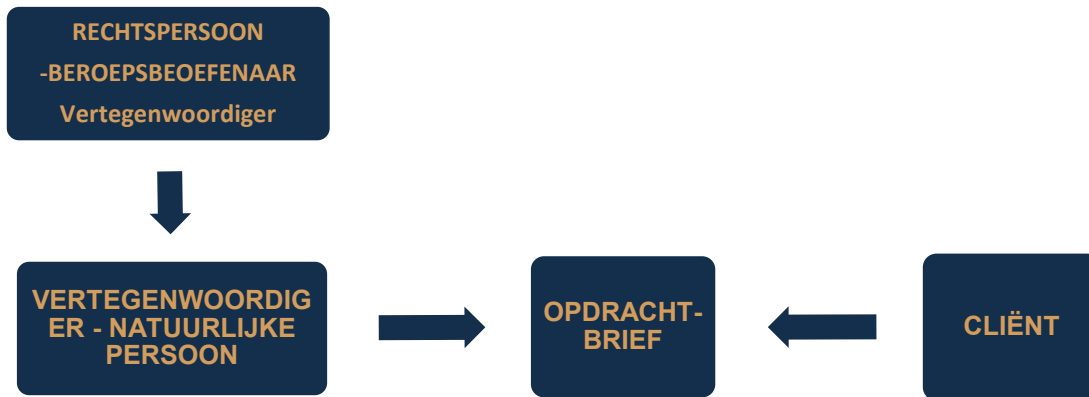 RECHTSPERSOON
-BEROEPSBEOEFENAAR
Vertegenwoordiger
VERTEGENWOORDIG
ER - NATUURLIJKE
PERSOON
OPDRACHT-
BRIEF
CLIËNT